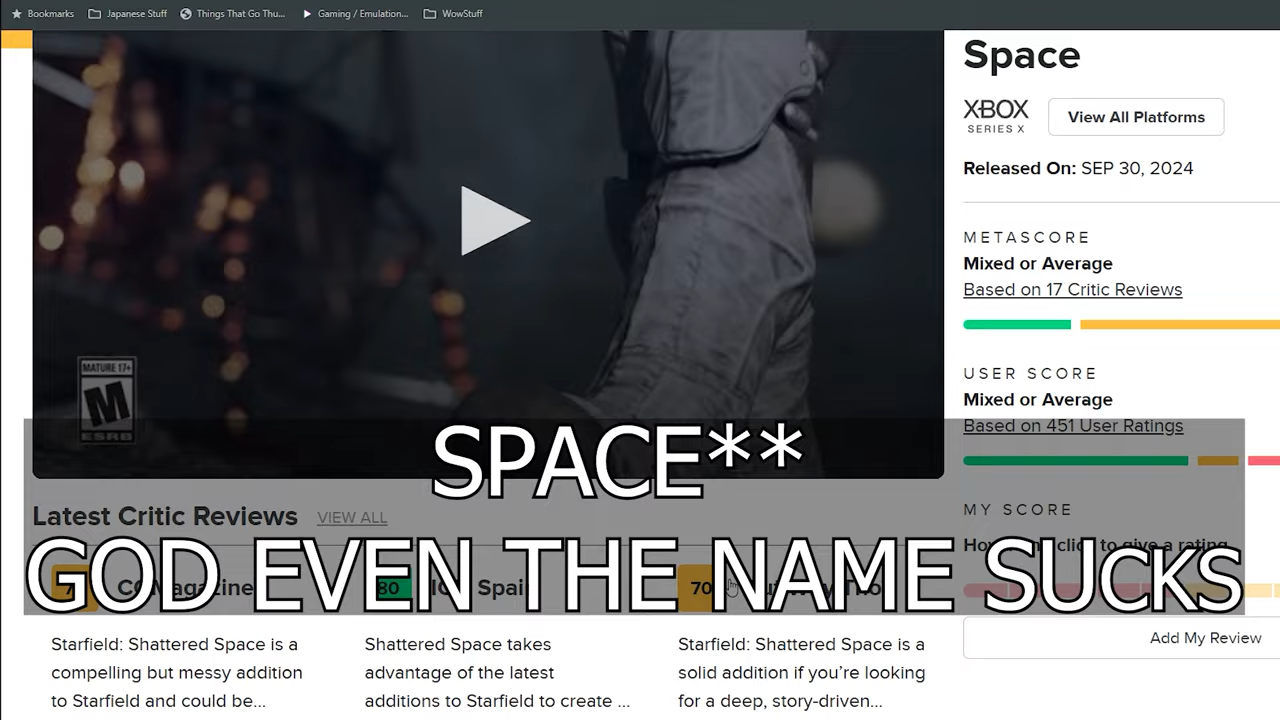 Bookmarks
Japanese Stuff
Things That Go Thu...
Gaming / Emulation...
WowStuff
Space
XBOX
SERIES X
View All Platforms
Released On: SEP 30, 2024
METASCORE
Mixed or Average
Based on 17 Critic Reviews
USER SCORE
Mixed or Average
Based on 451 User Ratings
MY SCORE
MATURE 17+
M
ESRB
SPACE**
GOD EVEN THE NAME SUCKS
Latest Critic Reviews
VIEW ALL
80
70
Starfield: Shattered Space is a
compelling but messy addition
to Starfield and could be...
Shattered Space takes
advantage of the latest
additions to Starfield to create ...
Starfield: Shattered Space is a
solid addition if you're looking
for a deep, story-driven...
Add My Review